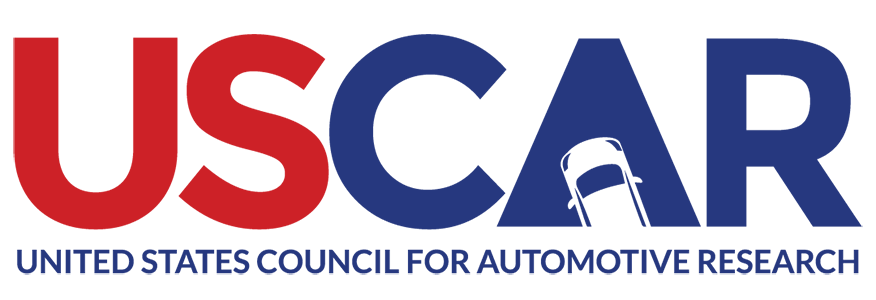 USCAR
UNITED STATES COUNCIL FOR AUTOMOTIVE RESEARCH